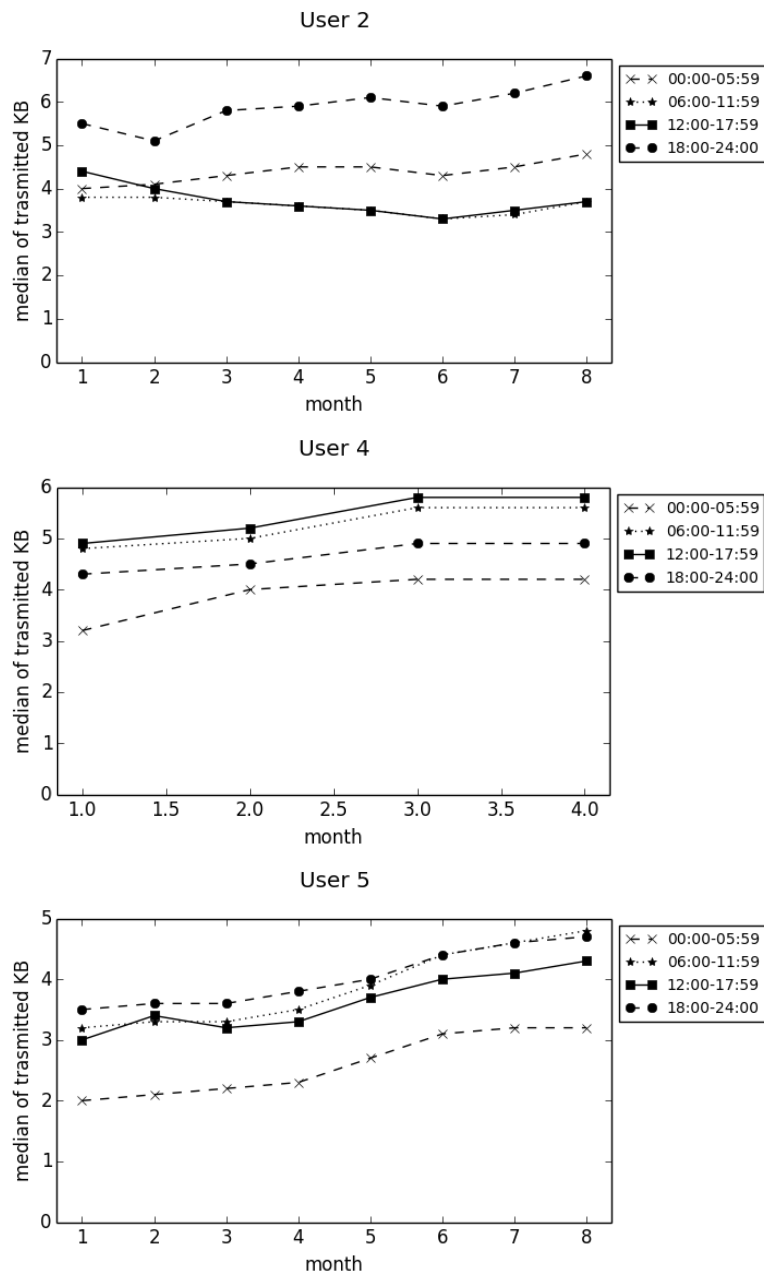 User 2
median of trasmitted KB
7
6
5
4
3
2
1
0
1 2 3 4 5 6 7 8
month
00:00-05:59
06:00-11:59
12:00-17:59
18:00-24:00
User 4
median of trasmitted KB
6
5
4
3
2
1
0
1.0 1.5 2.0 2.5 3.0 3.5 4.0
month
00:00-05:59
06:00-11:59
12:00-17:59
18:00-24:00
User 5
median of trasmitted KB
5
4
3
2
1
0
1 2 3 4 5 6 7 8
month
00:00-05:59
06:00-11:59
12:00-17:59
18:00-24:00